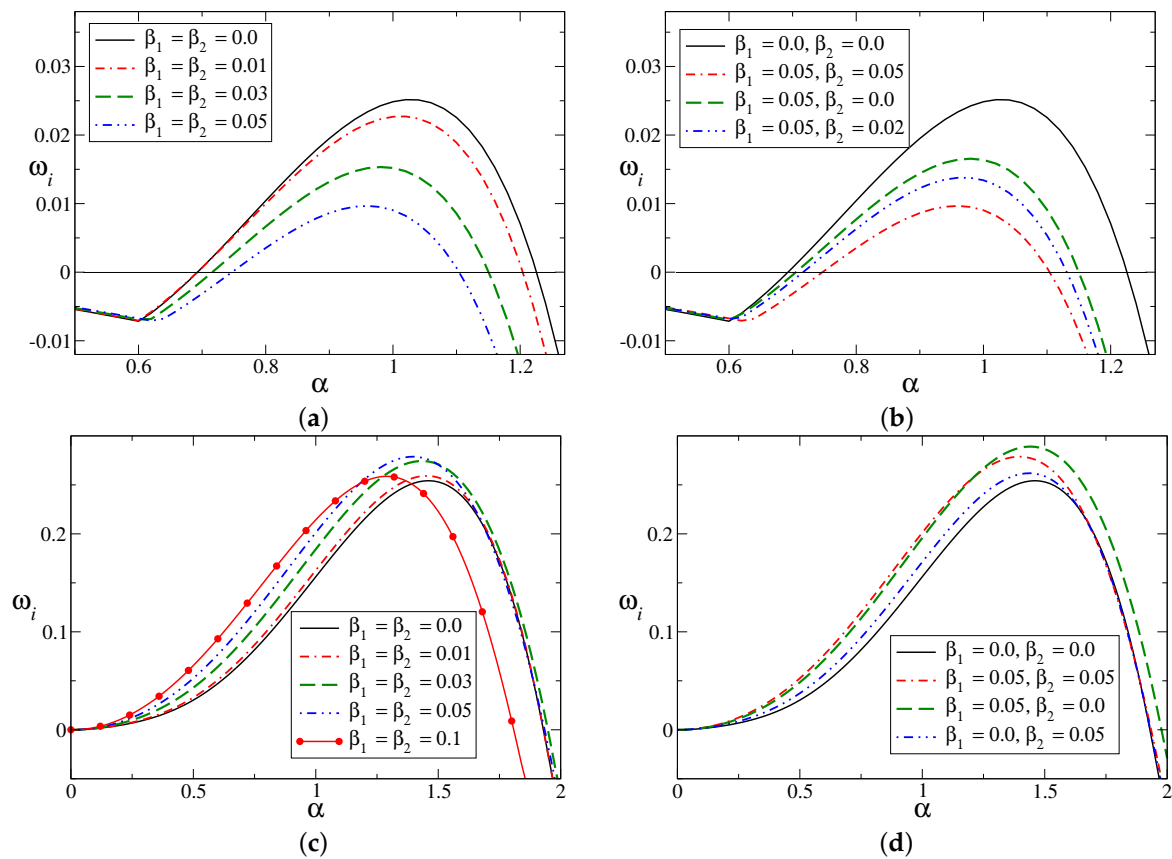 β₁ = β₂ = 0.0
β₁ = β₂ = 0.01
β₁ = β₂ = 0.03
β₁ = β₂ = 0.05
0.03
0.02
0.01
0
-0.01
ωᵢ
0.6 0.8 1 1.2
α
(a)
β₁ = 0.0, β₂ = 0.0
β₁ = 0.05, β₂ = 0.05
β₁ = 0.05, β₂ = 0.0
β₁ = 0.05, β₂ = 0.02
0.03
0.02
0.01
0
-0.01
ωᵢ
0.6 0.8 1 1.2
α
(b)
0.2
0.1
0
ωᵢ
β₁ = β₂ = 0.0
β₁ = β₂ = 0.01
β₁ = β₂ = 0.03
β₁ = β₂ = 0.05
β₁ = β₂ = 0.1
0 0.5 1 1.5 2
α
(c)
0.2
0.1
0
ωᵢ
β₁ = 0.0, β₂ = 0.0
β₁ = 0.05, β₂ = 0.05
β₁ = 0.05, β₂ = 0.0
β₁ = 0.0, β₂ = 0.05
0 0.5 1 1.5 2
α
(d)